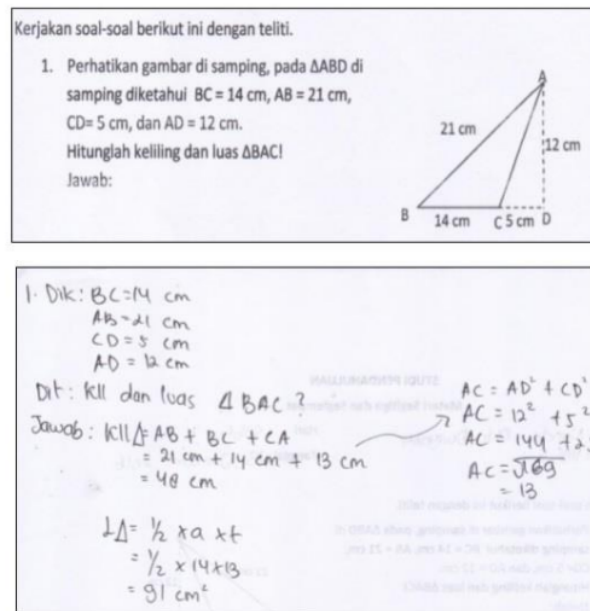 Kerjakan soal-soal berikut ini dengan teliti.
1. Perhatikan gambar di samping, pada ΔABD di
samping diketahui BC = 14 cm, AB = 21 cm,
CD= 5 cm, dan AD = 12 cm.
Hitunglah keliling dan luas ΔBAC!
Jawab:
A
21 cm
12 cm
B
14 cm
C
5 cm
D
1. Dik: BC=14 cm
AB=21 cm
CD = 5 cm
AD = 12 cm
Dit: kll dan luas Δ BAC?
Jawab: Kll Δ= AB + BC + CA
= 21 cm + 14 cm + 13 cm
= 48 cm
AC = AD² + CD²
AC = 12² + 5²
AC = 144 + 2
AC = √169
= 13
LΔ= ½ x a x t
= ½ x 14 x 13
= 91 cm²